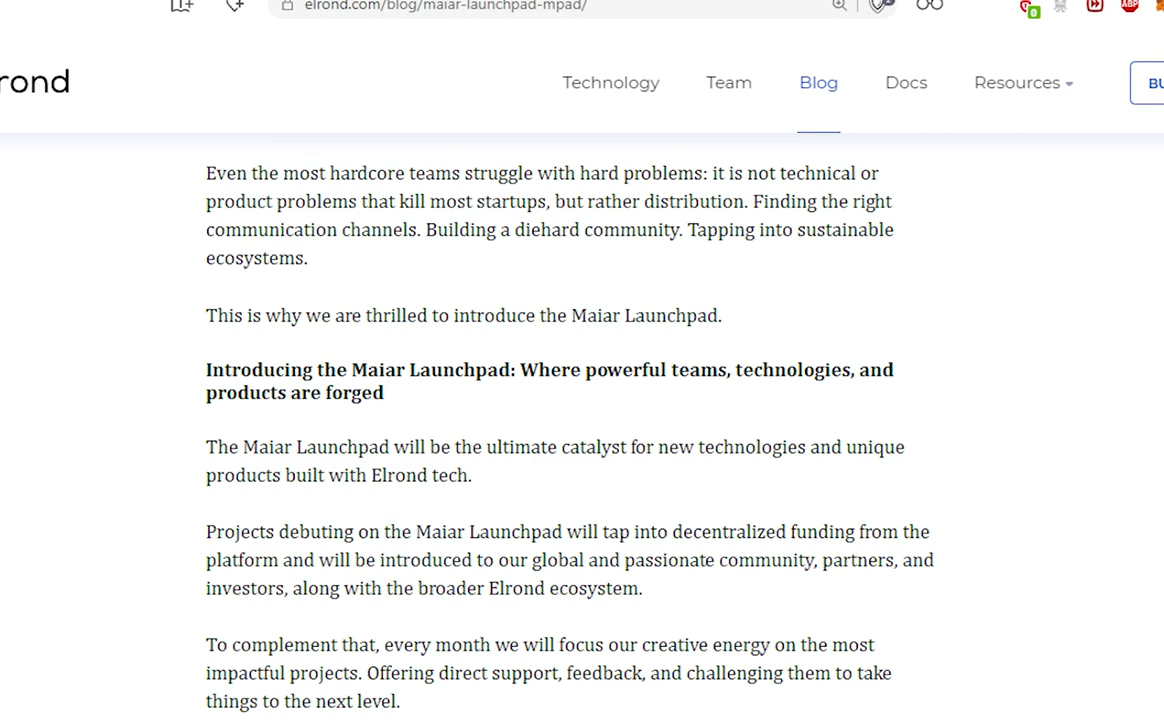 elrond.com/blog/maiar-launchpad-mpad/
rond
Technology Team Blog Docs Resources
BU
Even the most hardcore teams struggle with hard problems: it is not technical or
product problems that kill most startups, but rather distribution. Finding the right
communication channels. Building a diehard community. Tapping into sustainable
ecosystems.
This is why we are thrilled to introduce the Maiar Launchpad.
Introducing the Maiar Launchpad: Where powerful teams, technologies, and
products are forged
The Maiar Launchpad will be the ultimate catalyst for new technologies and unique
products built with Elrond tech.
Projects debuting on the Maiar Launchpad will tap into decentralized funding from the
platform and will be introduced to our global and passionate community, partners, and
investors, along with the broader Elrond ecosystem.
To complement that, every month we will focus our creative energy on the most
impactful projects. Offering direct support, feedback, and challenging them to take
things to the next level.